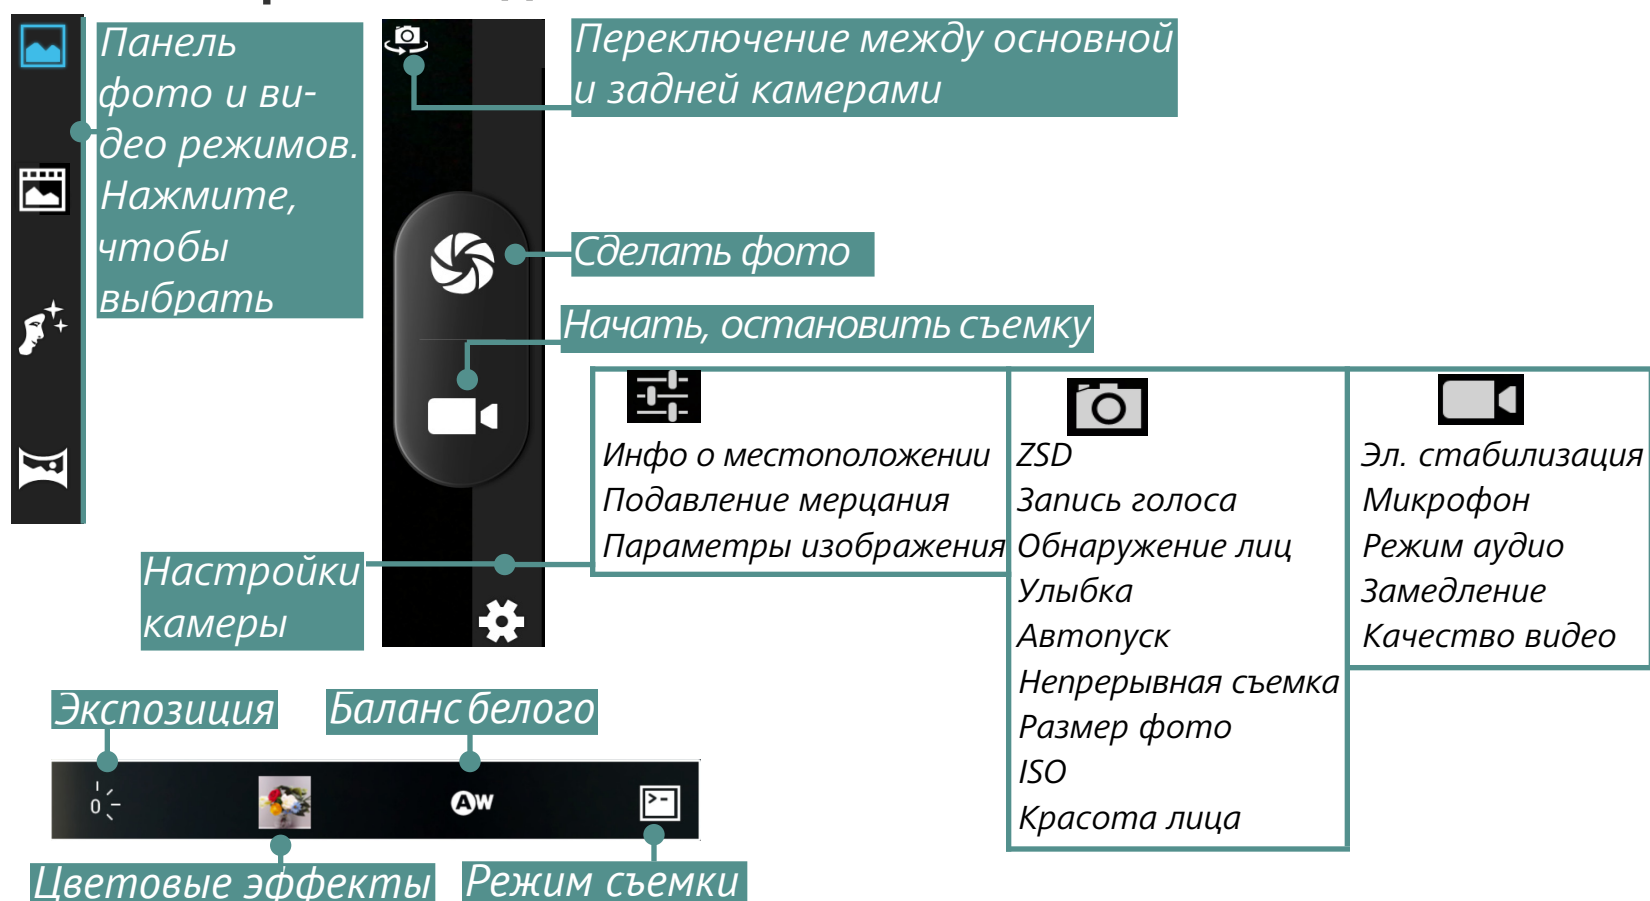 Панель
фото и ви-
део режимов.
Нажмите,
чтобы
выбрать
Переключение между основной
и задней камерами
Сделать фото
Начать, остановить съемку
Инфо о местоположении
Подавление мерцания
Параметры изображения
ZSD
Запись голоса
Обнаружение лиц
Улыбка
Автопуск
Непрерывная съемка
Размер фото
ISO
Красота лица
Эл. стабилизация
Микрофон
Режим аудио
Замедление
Качество видео
Настройки
камеры
Экспозиция
Баланс белого
0
AW
Цветовые эффекты
Режим съемки